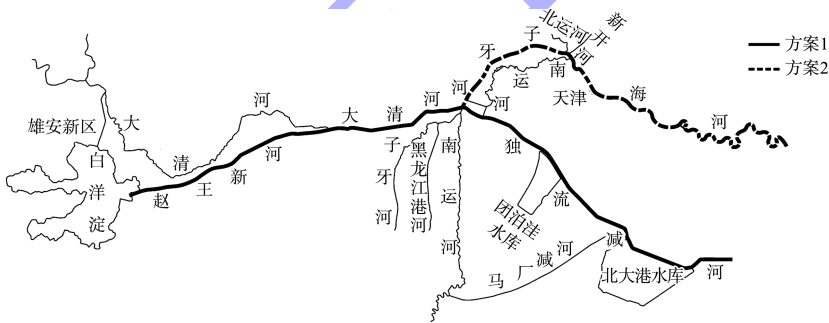 新开河
北运河
方案1
方案2
子牙河
南运河
天津
海河
大清河
大清河
雄安新区
白洋淀
赵王新河
子牙河
黑龙江港河
南运河
独流减河
团泊洼
水库
马厂减河
北大港水库